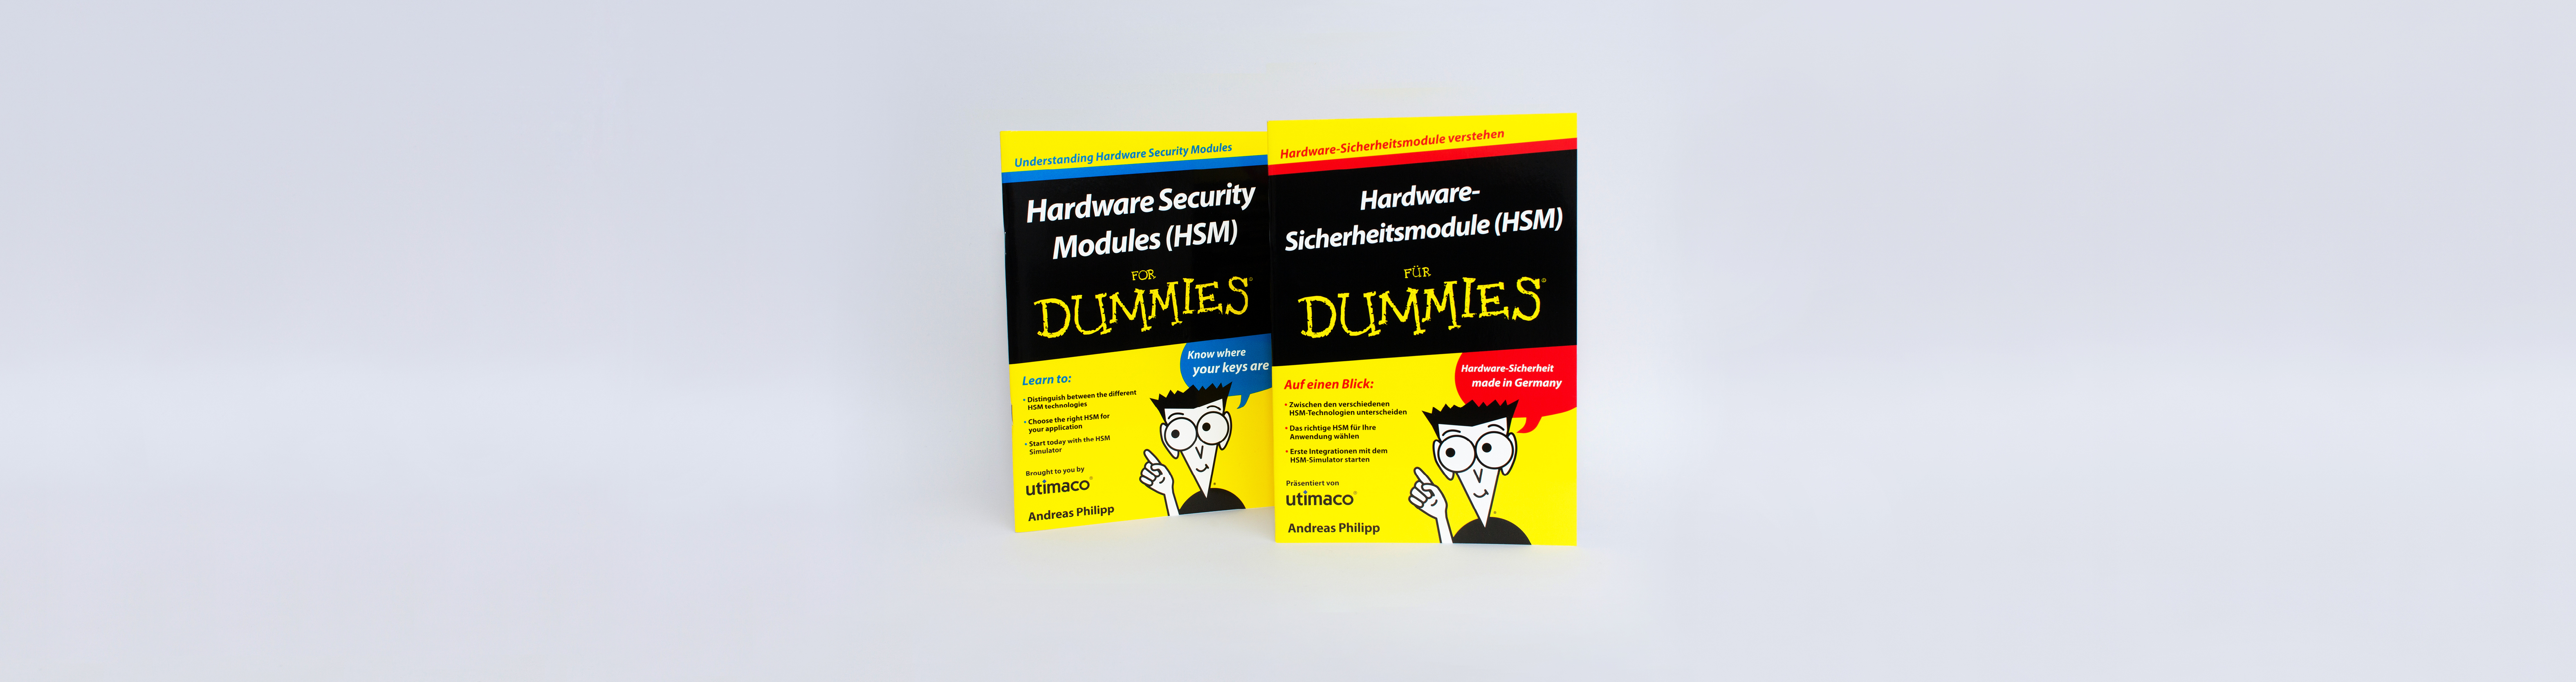 Understanding Hardware Security Modules
Hardware Security
Modules (HSM)
FOR
DUMMIES®
Know where
your keys are
Learn to:
• Distinguish between the different
HSM technologies
• Choose the right HSM for
your application
• Start today with the HSM
Simulator
Brought to you by
utimaco®
Andreas Philipp
Hardware-Sicherheitsmodule verstehen
Hardware-
Sicherheitsmodule (HSM)
FÜR
DUMMIES®
Hardware-Sicherheit
made in Germany
Auf einen Blick:
• Zwischen den verschiedenen
HSM-Technologien unterscheiden
• Das richtige HSM für Ihre
Anwendung wählen
• Erste Integrationen mit dem
HSM-Simulator starten
Präsentiert von
utimaco®
Andreas Philipp